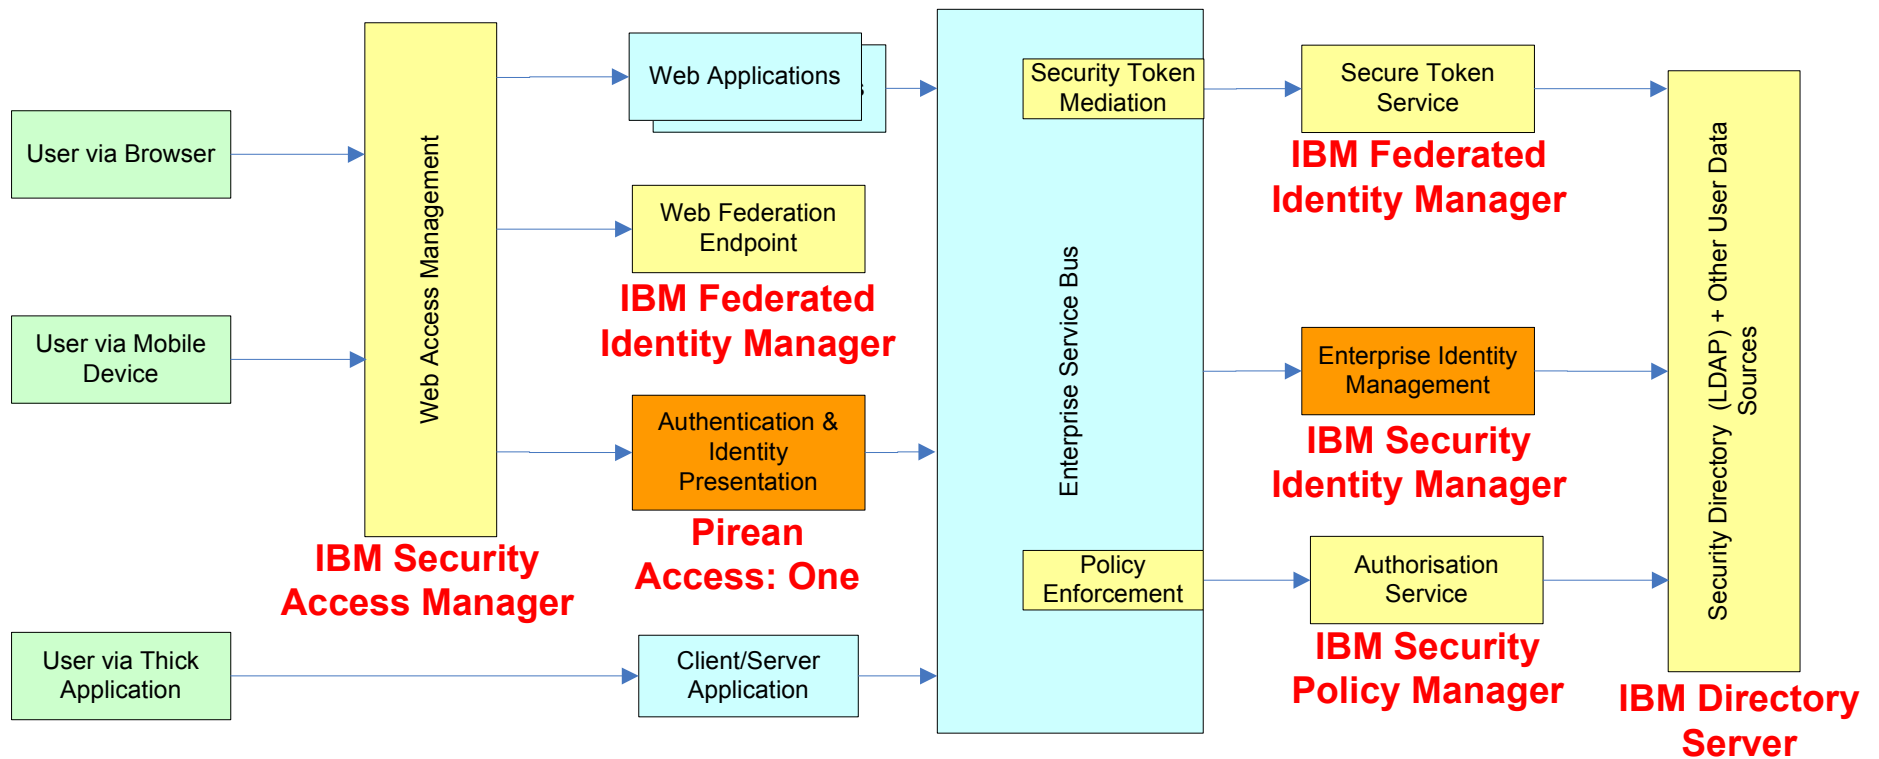 User via Browser
User via Mobile
Device
User via Thick
Application
Web Access Management
IBM Security
Access Manager
Web Applications
s
Web Federation
Endpoint
IBM Federated
Identity Manager
Authentication &
Identity
Presentation
Pirean
Access: One
Client/Server
Application
Enterprise Service Bus
Security Token
Mediation
Policy
Enforcement
Secure Token
Service
IBM Federated
Identity Manager
Enterprise Identity
Management
IBM Security
Identity Manager
Authorisation
Service
IBM Security
Policy Manager
Security Directory (LDAP) + Other User Data
Sources
IBM Directory
Server